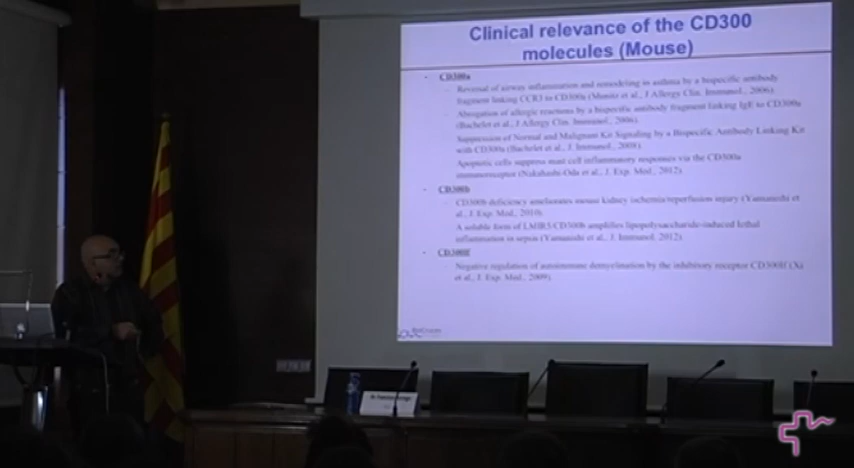 Clinical relevance of the CD300
molecules (Mouse)
CD300a
Reversal of airway inflammation and remodeling in asthma by a bispecific antibody
fragment linking CCR3 to CD300a (Munitz et al., J Allergy Clin. Immunol., 2006).
Abrogation of allergic reactions by a bispecific antibody fragment linking IgE to CD300a
(Bachelet et al., J Allergy Clin. Immunol., 2006).
Suppression of Normal and Malignant Kit Signaling by a Bispecific Antibody Linking Kit
with CD300a (Bachelet et al., J. Immunol., 2008).
Apoptotic cells suppress mast cell inflammatory responses via the CD300a
immunoreceptor (Nakahashi-Oda et al., J. Exp. Med., 2012).
CD300b
CD300b deficiency ameliorates mouse kidney ischemia/reperfusion injury (Yamanishi et
al., J. Exp. Med., 2010).
A soluble form of LMIR5/CD300b amplifies lipopolysaccharide-induced lethal
inflammation in sepsis (Yamanishi et al., J. Immunol. 2012).
CD300lf
Negative regulation of autoimmune demyelination by the inhibitory receptor CD300lf (Xi
et al., J. Exp. Med., 2009).